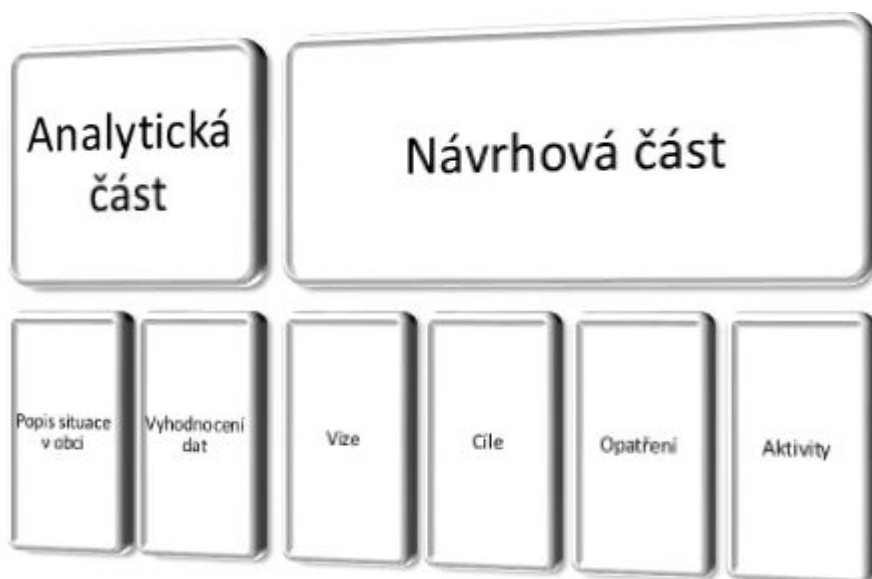 Analytická
část
Návrhová část
Popis situace
v obci
Vyhodnocení
dat
Vize
Cíle
Opatření
Aktivity